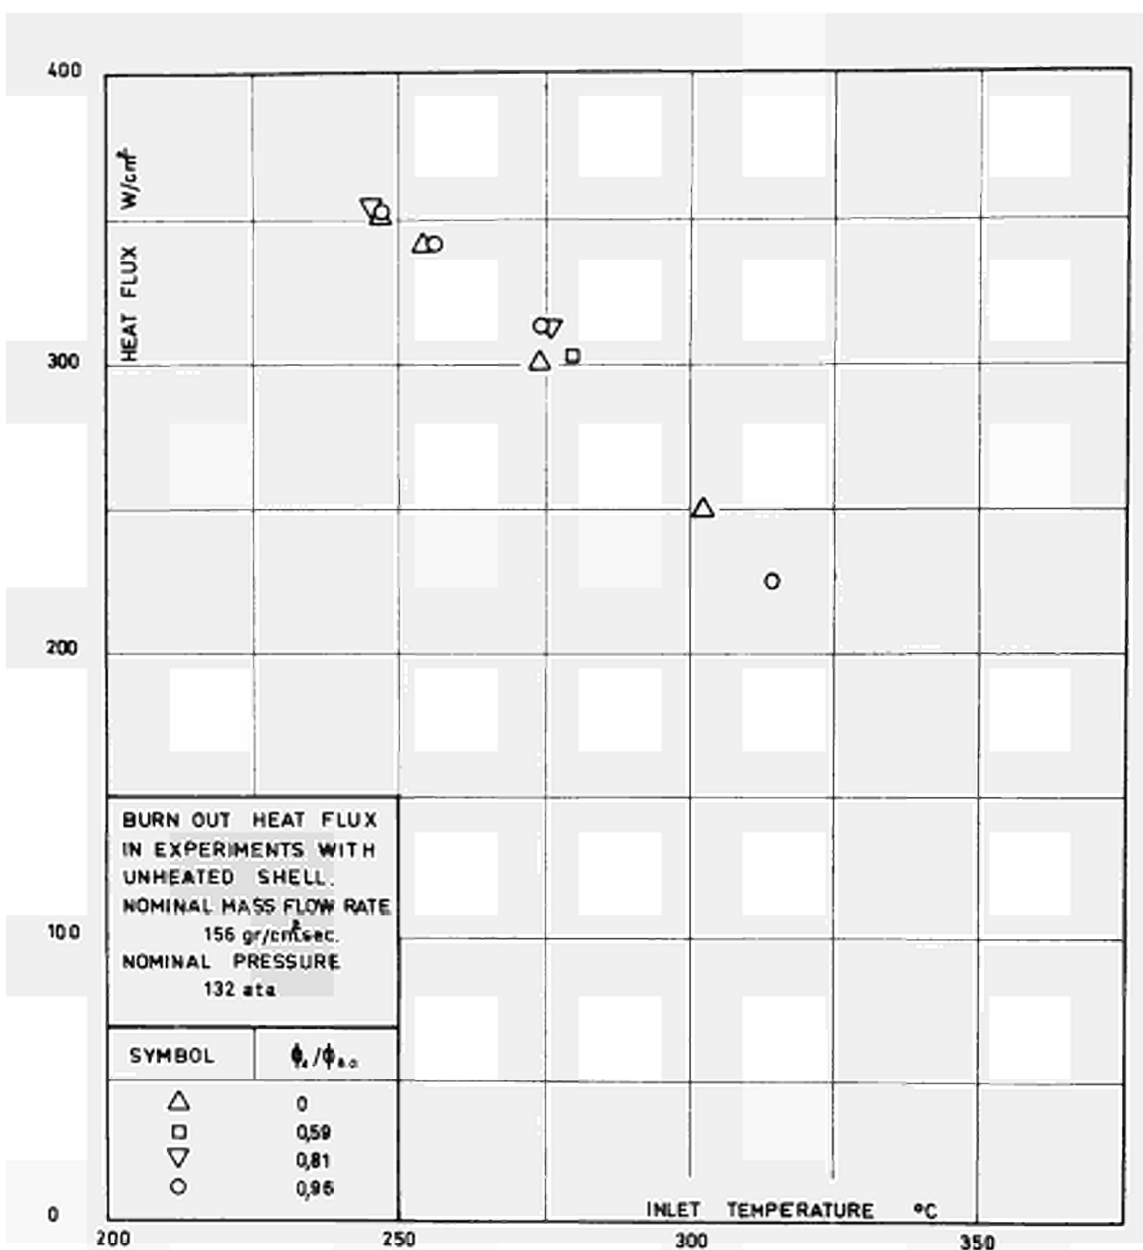 400
HEAT FLUX W/cm²
300
200
100
0
BURN OUT HEAT FLUX
IN EXPERIMENTS WITH
UNHEATED SHELL.
NOMINAL MASS FLOW RATE
156 gr/cm².sec.
NOMINAL PRESSURE
132 ata
SYMBOL
0
0,59
0,81
0,96
INLET TEMPERATURE °C
200 250 300 350